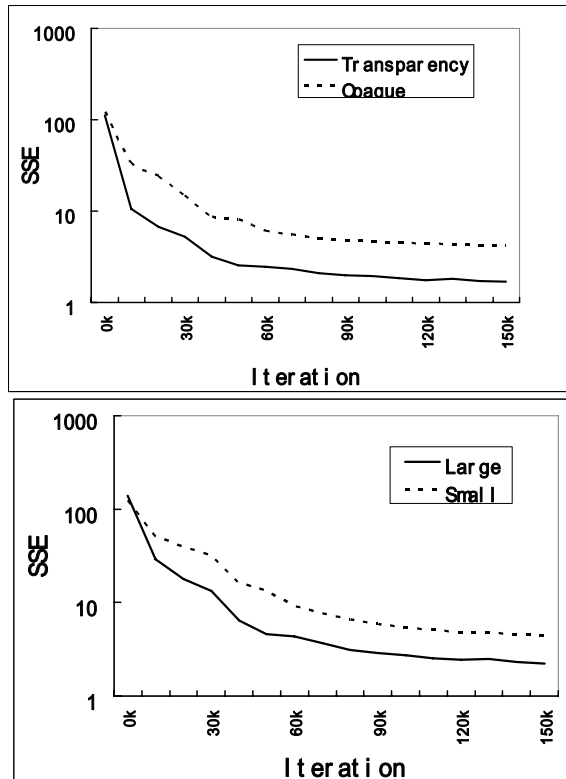 1000
100
10
1
SSE
Transparency
Opaque
0k
30k
60k
90k
120k
150k
Iteration
1000
100
10
1
SSE
Large
Small
0k
30k
60k
90k
120k
150k
Iteration